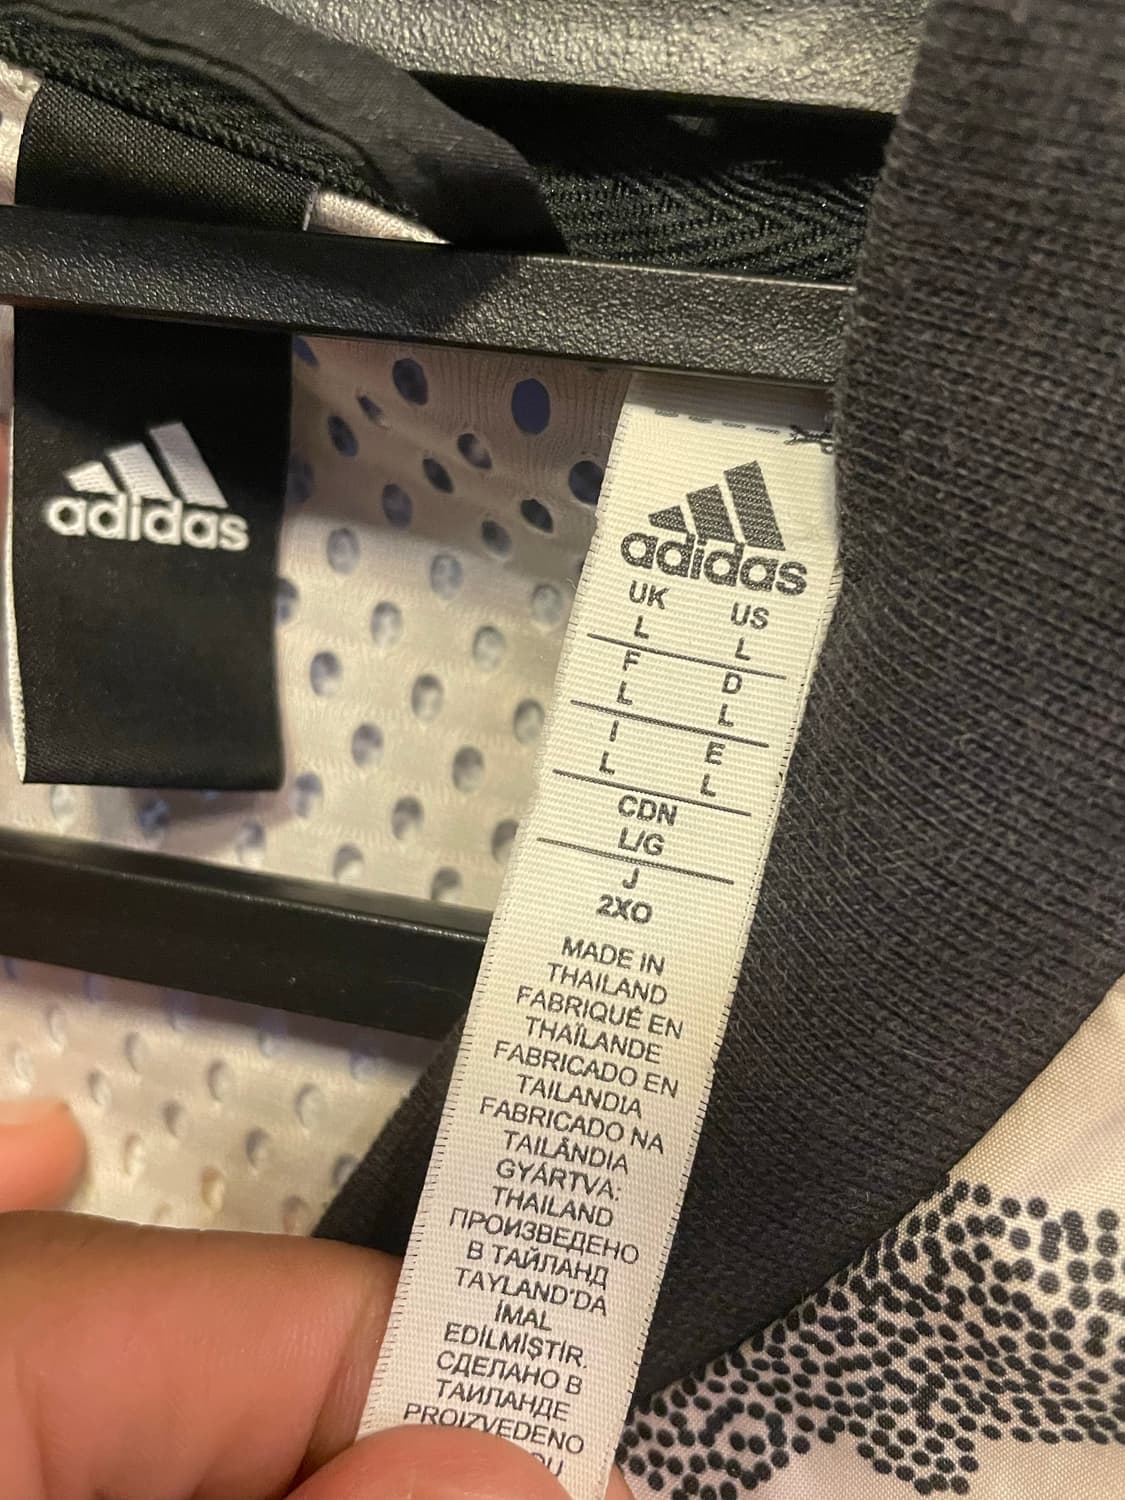 adidas
adidas
UK US
L L
F D
L L
I E
L L
CDN
L/G
J
2XO
MADE IN
THAILAND
FABRIQUÉ EN
THAÏLANDE
FABRICADO EN
TAILANDIA
FABRICADO NA
TAILÂNDIA
GYÁRTVA:
THAILAND
ПРОИЗВЕДЕНО
В ТАЙЛАНД
TAYLAND'DA
İMAL
EDİLMİŞTİR.
СДЕЛАНО В
ТАИЛАНДЕ
PROIZVEDENO